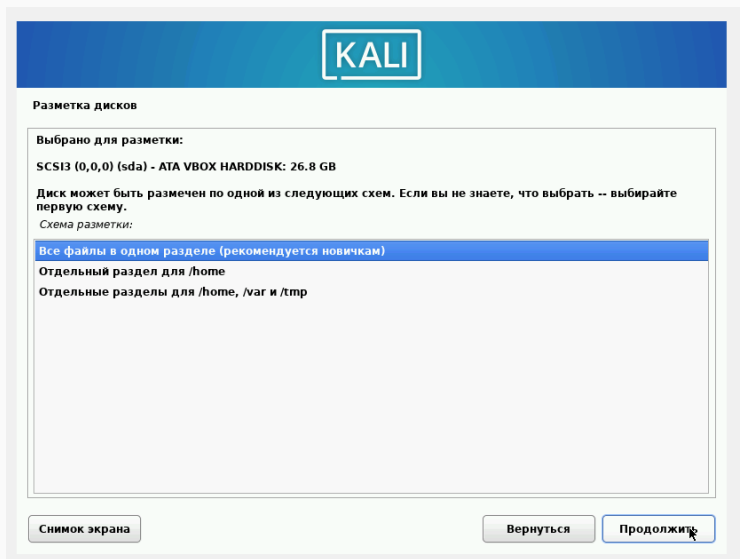 KALI
Разметка дисков
Выбрано для разметки:
SCSI3 (0,0,0) (sda) - ATA VBOX HARDDISK: 26.8 GB
Диск может быть размечен по одной из следующих схем. Если вы не знаете, что выбрать -- выбирайте
первую схему.
Схема разметки:
Все файлы в одном разделе (рекомендуется новичкам)
Отдельный раздел для /home
Отдельные разделы для /home, /var и /tmp
Снимок экрана
Вернуться
Продолжить